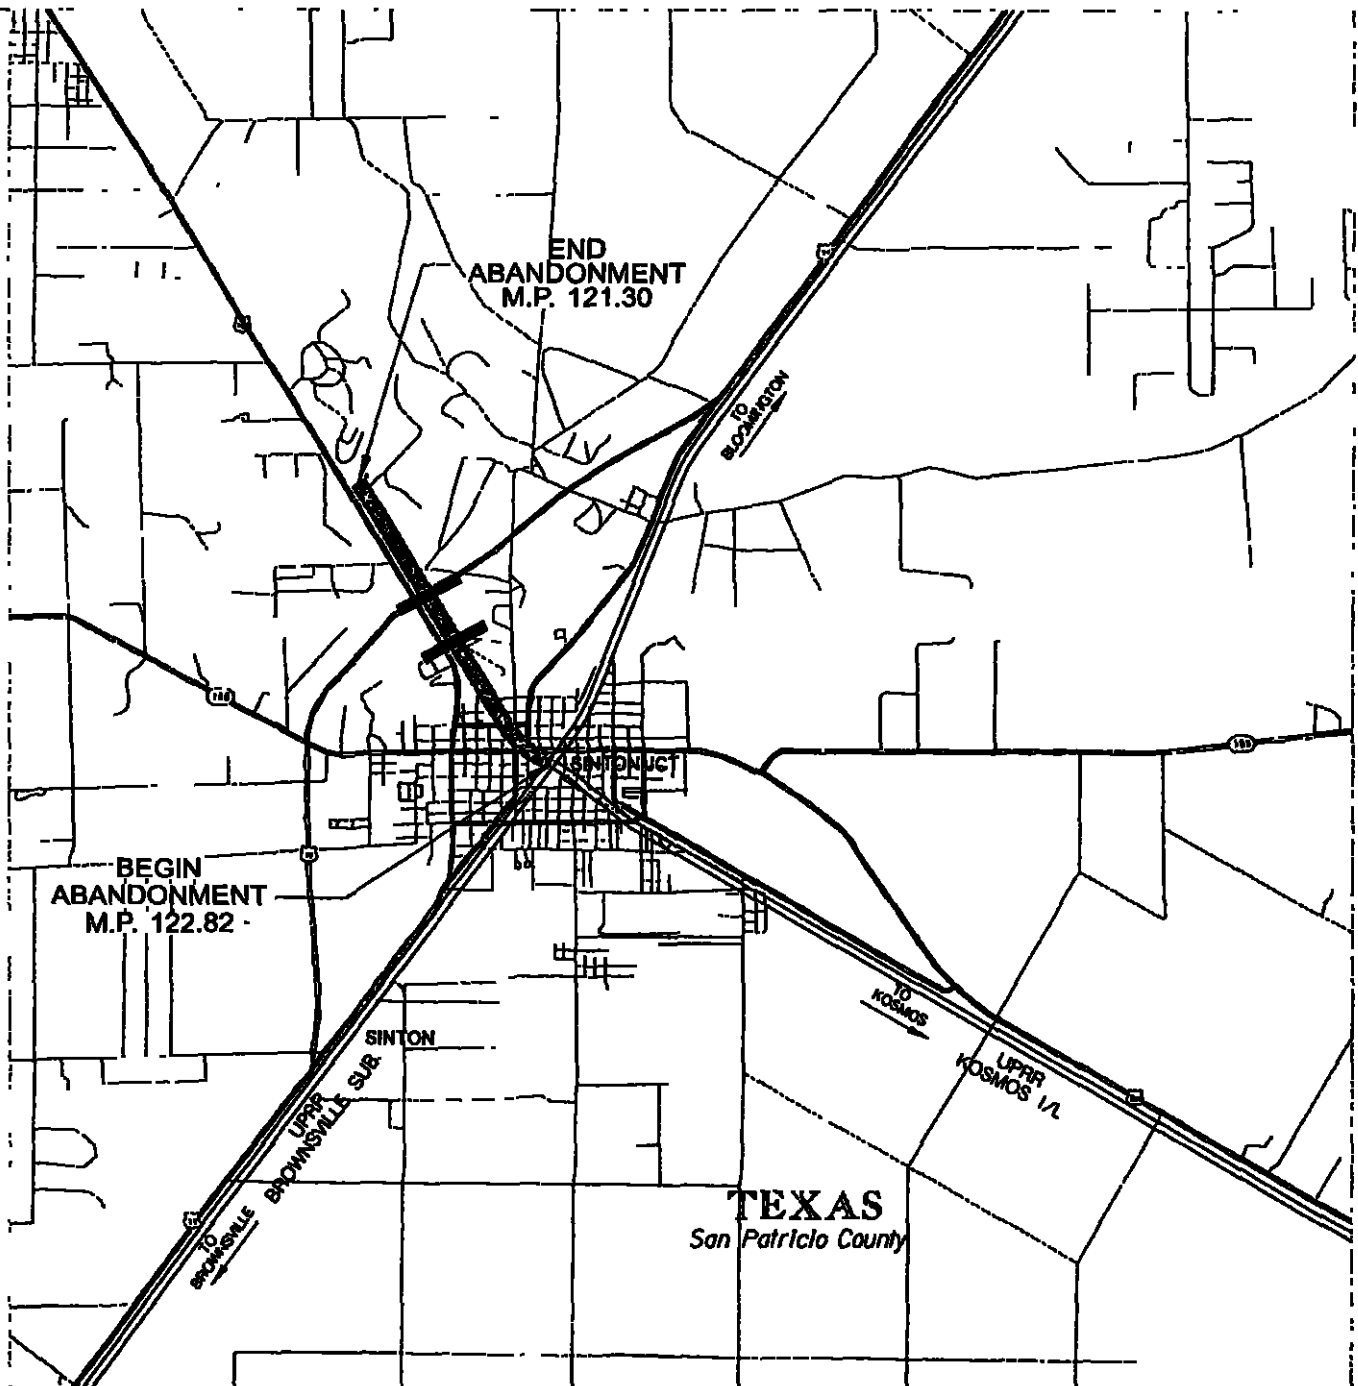 END
ABANDONMENT
M.P. 121.30
TO
BLOOMINGTON
188
SINTON JCT
BEGIN
ABANDONMENT
M.P. 122.82
TO
KOSMOS
SINTON
UPRR
KOSMOS I/L
UPRR
BROWNSVILLE SUB.
TEXAS
San Patricio County
TO
BROWNSVILLE